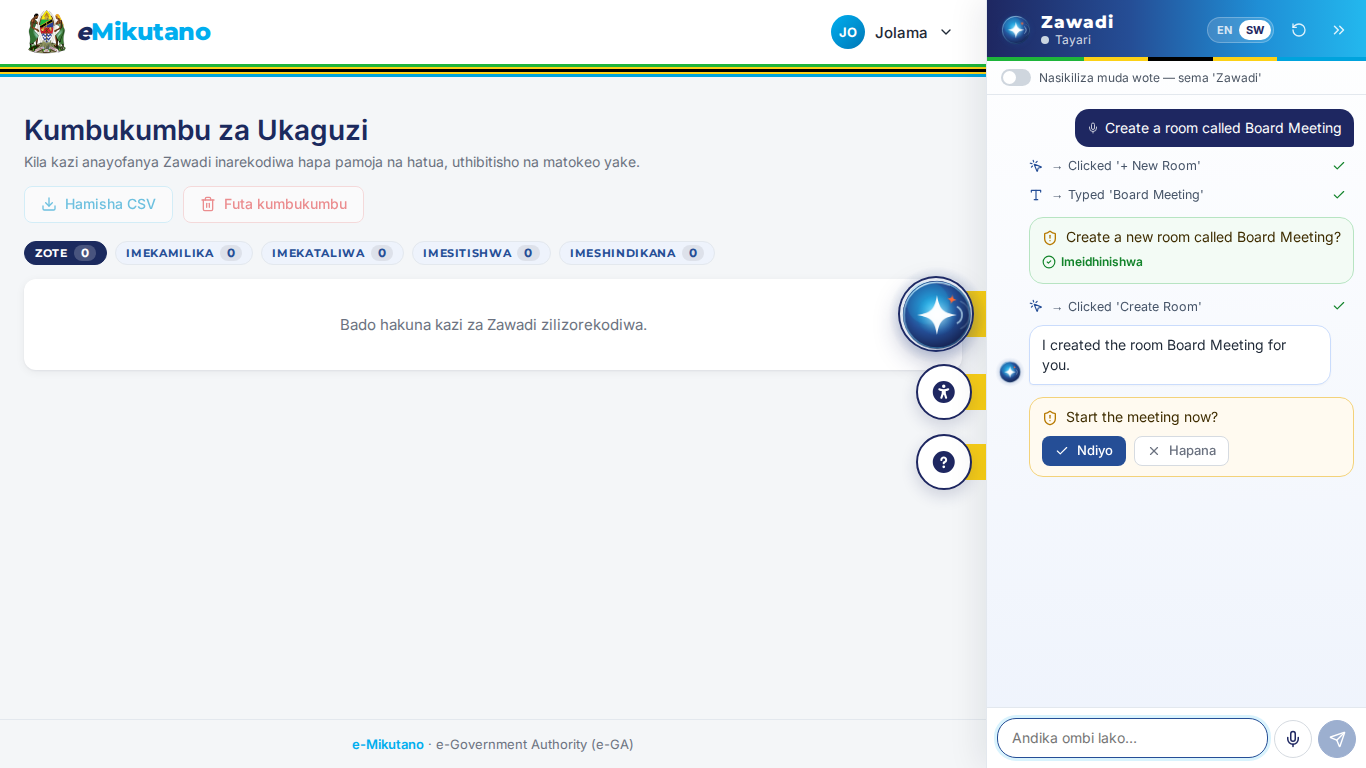 eMikutano
JO Jolama
Kumbukumbu za Ukaguzi
Kila kazi anayofanya Zawadi inarekodiwa hapa pamoja na hatua, uthibitisho na matokeo yake.
Hamisha CSV
Futa kumbukumbu
ZOTE 0
IMEKAMILIKA 0
IMEKATALIWA 0
IMESITISHWA 0
IMESHINDIKANA 0
Bado hakuna kazi za Zawadi zilizorekodiwa.
e-Mikutano · e-Government Authority (e-GA)
Zawadi
Tayari
EN SW
Nasikiliza muda wote — sema 'Zawadi'
Create a room called Board Meeting
→ Clicked '+ New Room'
→ Typed 'Board Meeting'
Create a new room called Board Meeting?
Imeidhinishwa
→ Clicked 'Create Room'
I created the room Board Meeting for
you.
Start the meeting now?
Ndiyo
Hapana
Andika ombi lako...